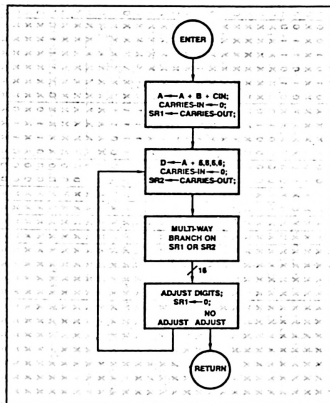 ENTER
A ← A + B + CIN;
CARRIES-IN ← 0;
SR1 ← CARRIES-OUT;
D ← A + 6,6,6,6;
CARRIES-IN ← 0;
SR2 ← CARRIES-OUT;
MULTI-WAY
BRANCH ON
SR1 OR SR2
16
ADJUST DIGITS;
SR1 ← 0;
NO
ADJUST ADJUST
RETURN